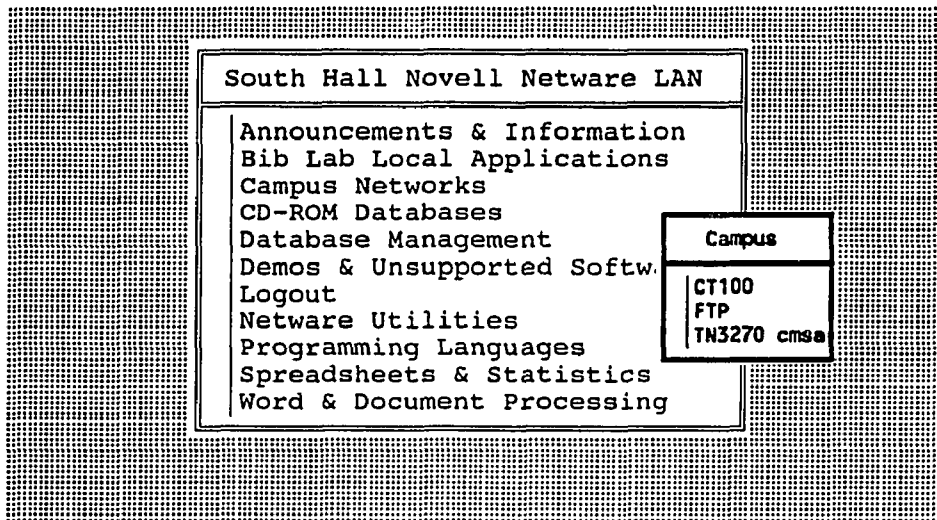 South Hall Novell Netware LAN
Announcements & Information
Bib Lab Local Applications
Campus Networks
CD-ROM Databases
Database Management
Demos & Unsupported Softw
Logout
Netware Utilities
Programming Languages
Spreadsheets & Statistics
Word & Document Processing
Campus
CT100
FTP
TN3270 cmsa